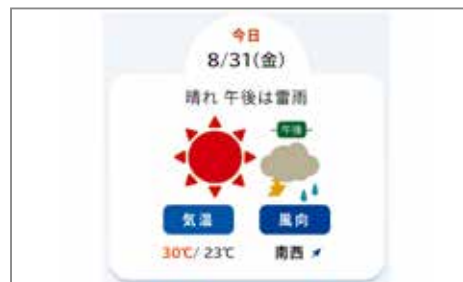 今日
8/31(金)
晴れ 午後は雷雨
午後
気温 風向
30℃/ 23℃ 南西